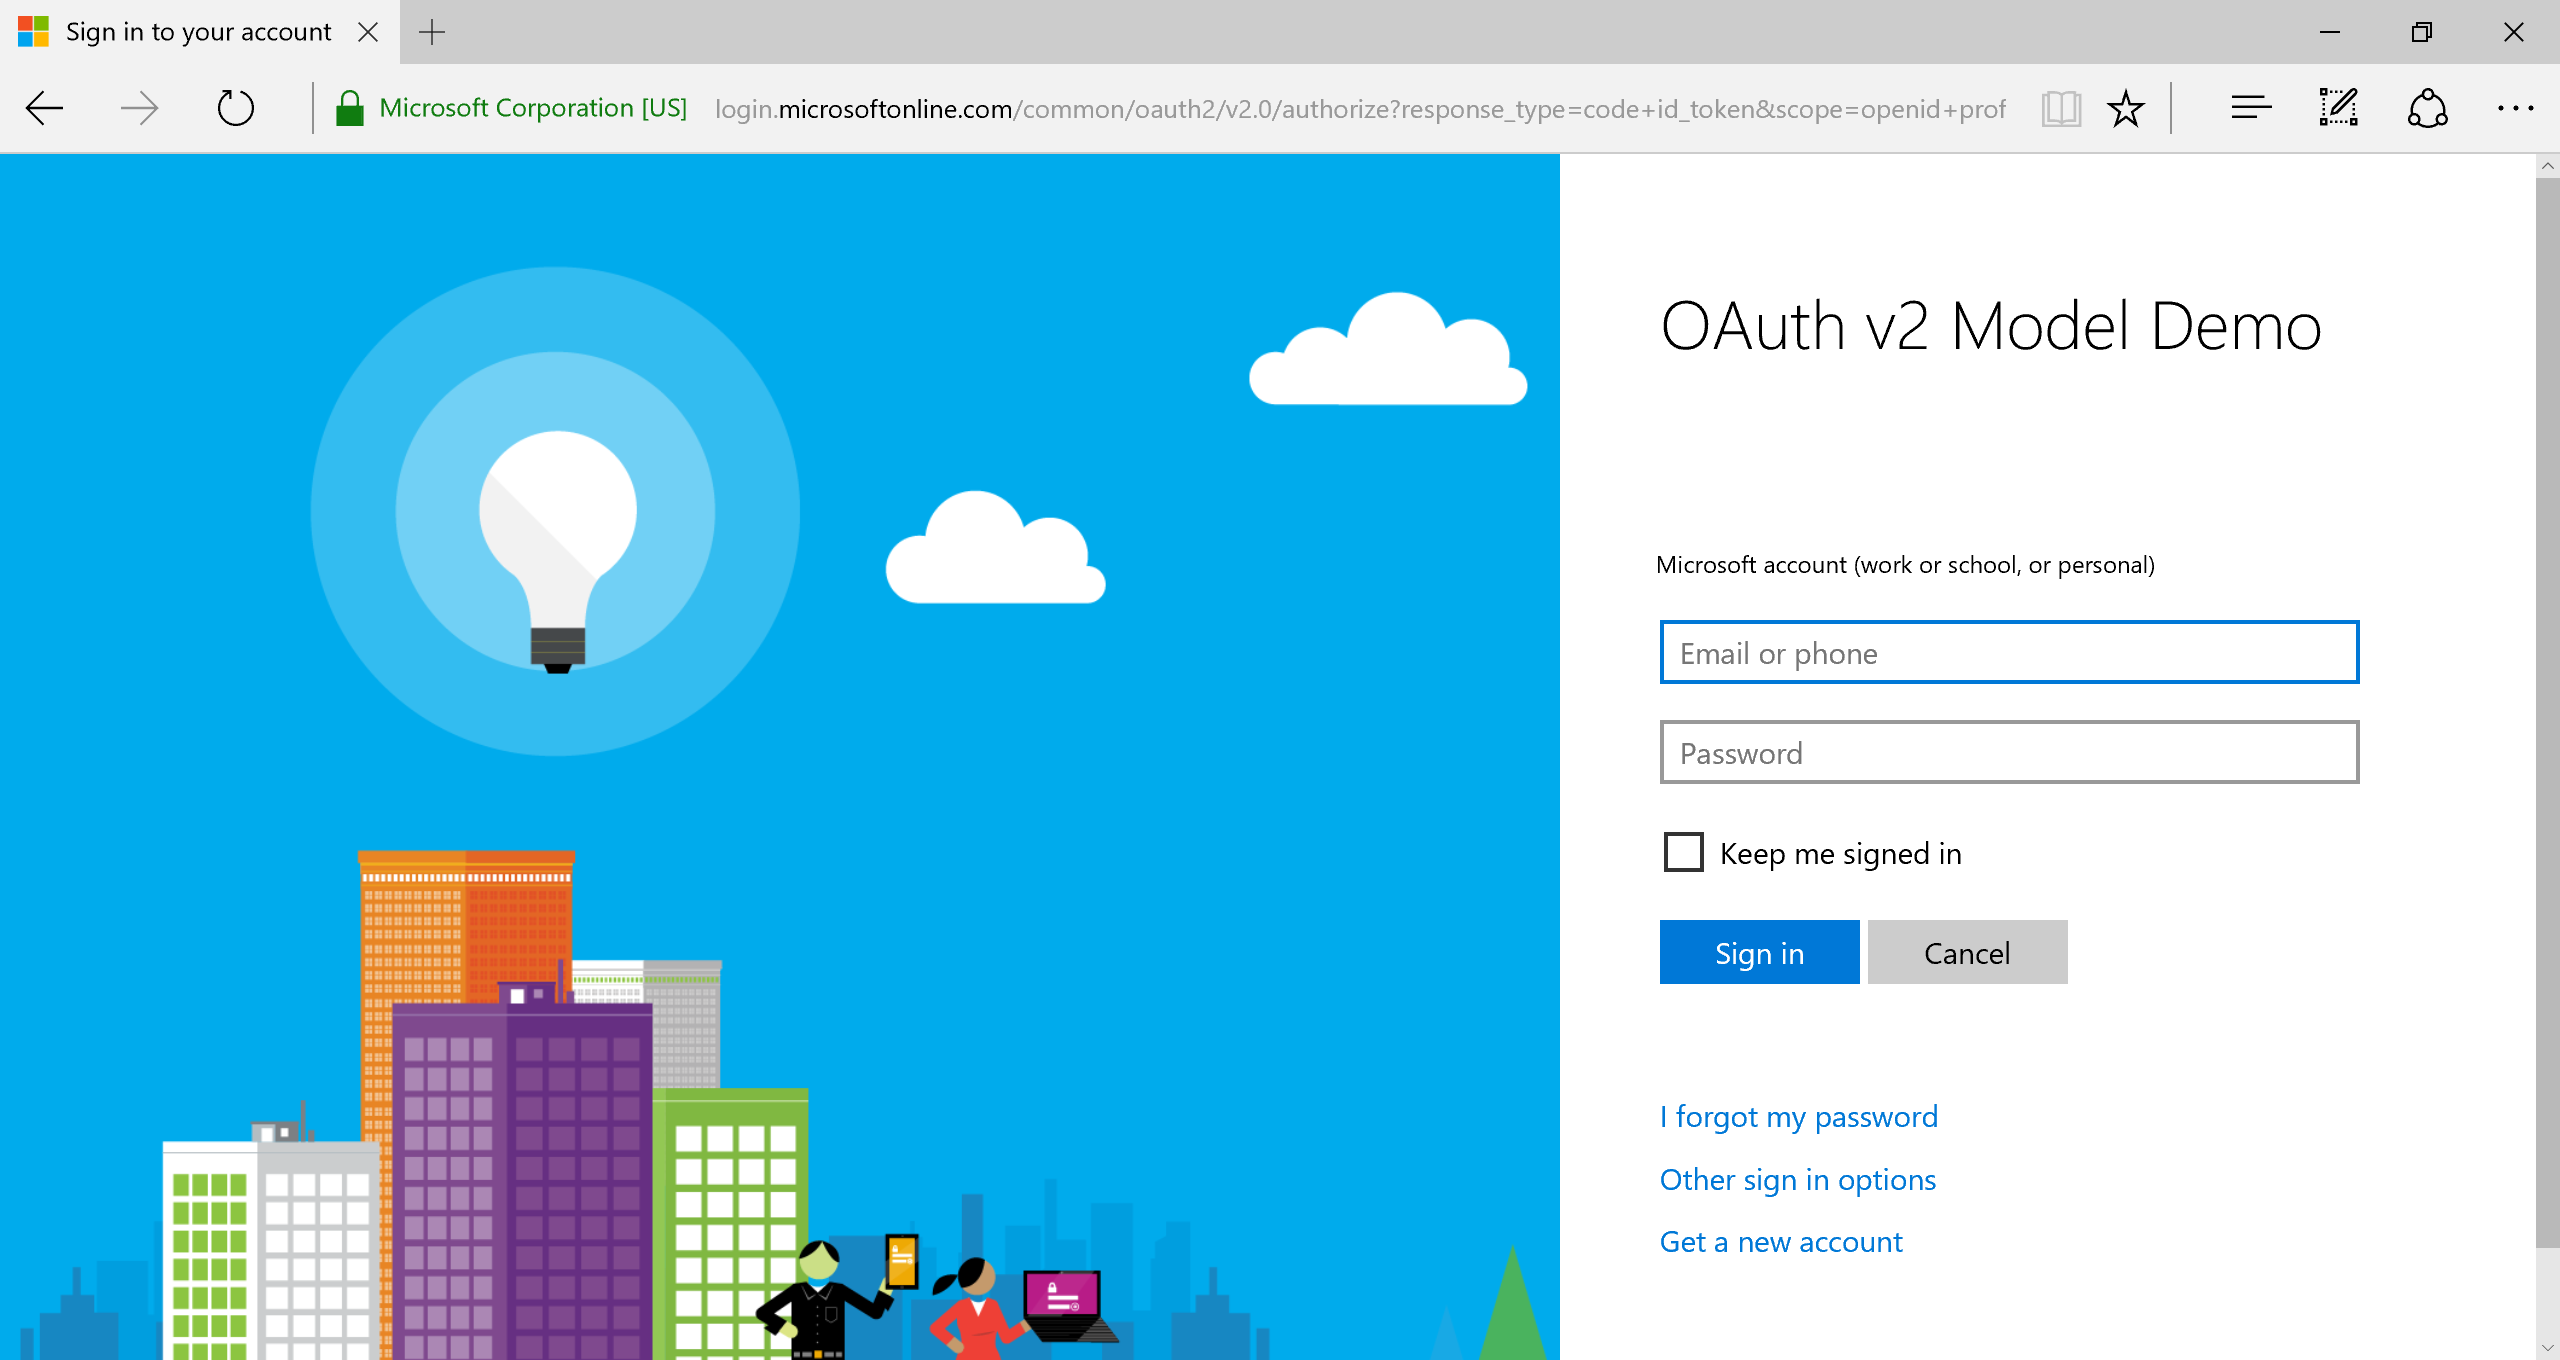 Sign in to your account
Microsoft Corporation [US] login.microsoftonline.com/common/oauth2/v2.0/authorize?response_type=code+id_token&scope=openid+prof
OAuth v2 Model Demo
Microsoft account (work or school, or personal)
Email or phone
Password
Keep me signed in
Sign in Cancel
I forgot my password
Other sign in options
Get a new account